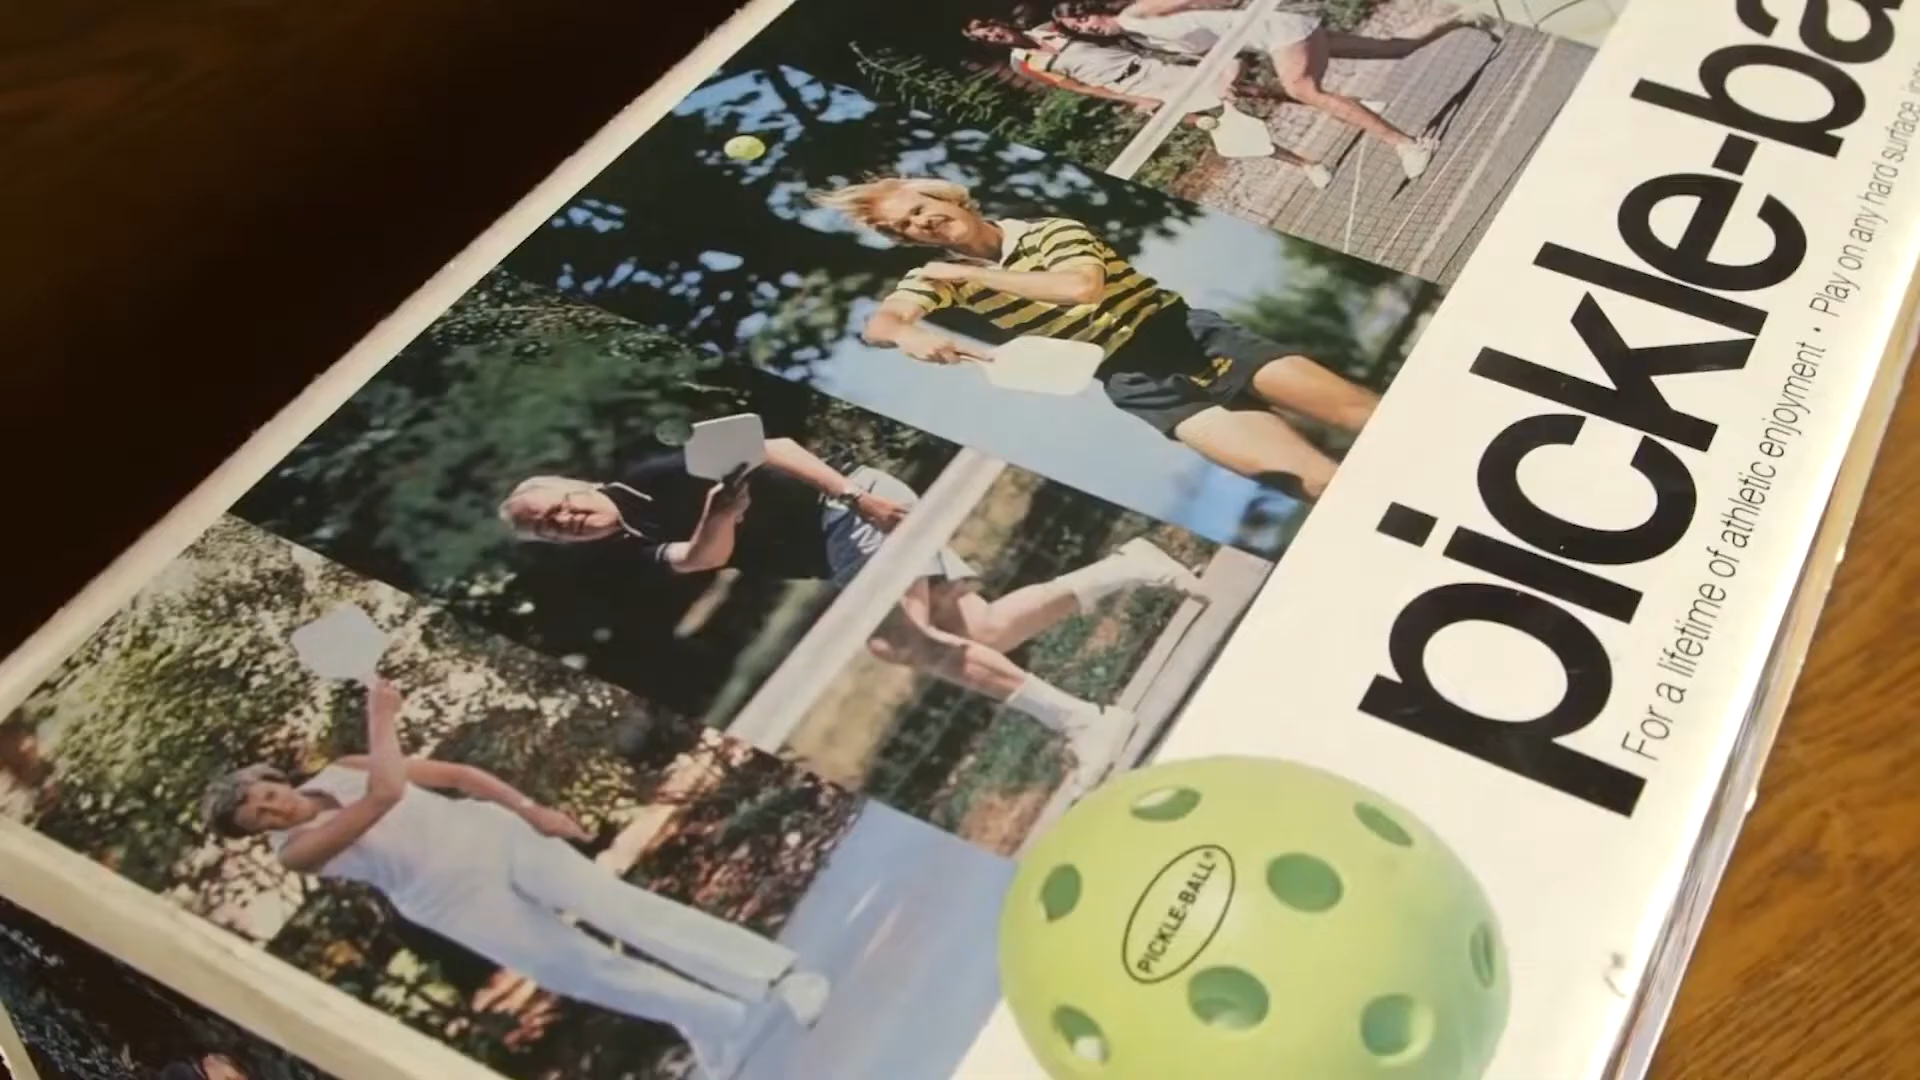 pickle-ba
For a lifetime of athletic enjoyment • Play on any hard surface,
PICKLE-BALL®